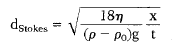 d_Stokes = √( 18η / (ρ − ρ₀)g · x / t )